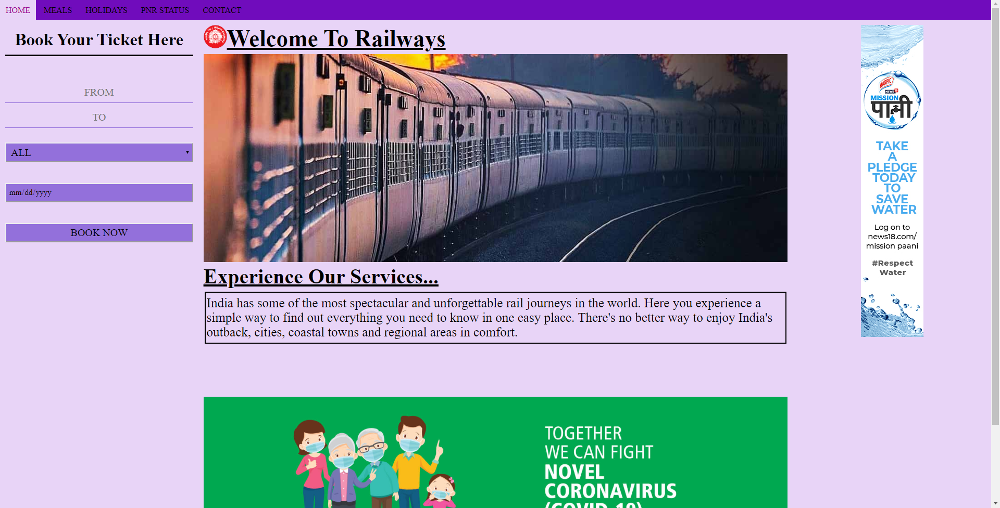 HOME MEALS HOLIDAYS PNR STATUS CONTACT
Book Your Ticket Here
FROM
TO
ALL
mm/dd/yyyy
BOOK NOW
Welcome To Railways
Experience Our Services...
India has some of the most spectacular and unforgettable rail journeys in the world. Here you experience a
simple way to find out everything you need to know in one easy place. There's no better way to enjoy India's
outback, cities, coastal towns and regional areas in comfort.
TOGETHER
WE CAN FIGHT
NOVEL
CORONAVIRUS
(COVID-19)
HARPIC
NEWS18
MISSION
पानी
TAKE
A
PLEDGE
TODAY
TO
SAVE
WATER
Log on to
news18.com/
mission paani
#Respect
Water